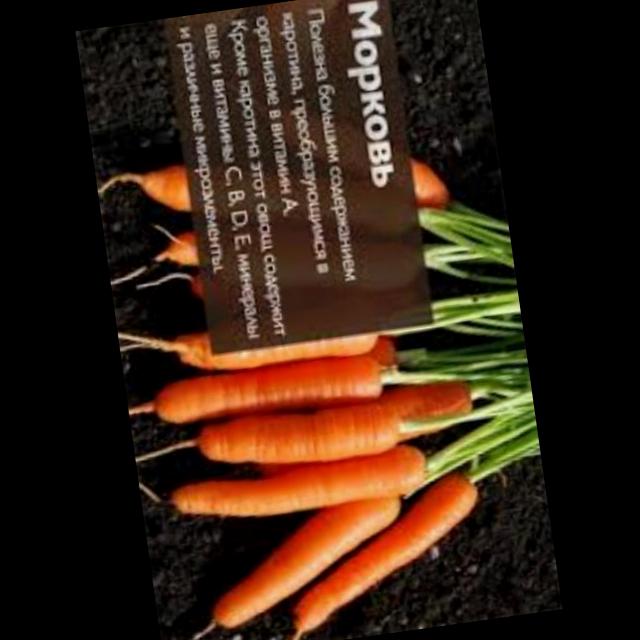 Морковь
Полезна большим содержанием
каротина, преобразующимся в
организме в витамин А.
Кроме каротина этот овощ содержит
еще и витамины C, B, D, E, минералы
и различные микроэлементы.